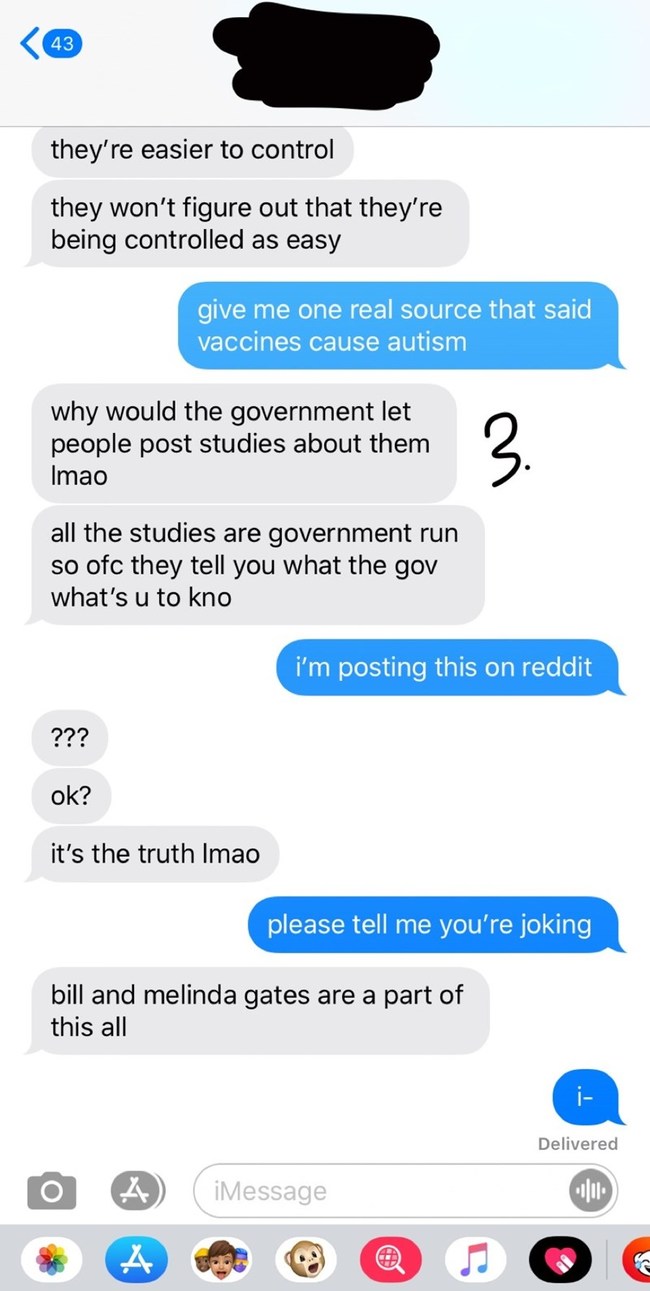 43
they’re easier to control
they won’t figure out that they’re
being controlled as easy
give me one real source that said
vaccines cause autism
why would the government let
people post studies about them
lmao
3.
all the studies are government run
so ofc they tell you what the gov
what’s u to kno
i’m posting this on reddit
???
ok?
it’s the truth lmao
please tell me you’re joking
bill and melinda gates are a part of
this all
i-
Delivered
iMessage